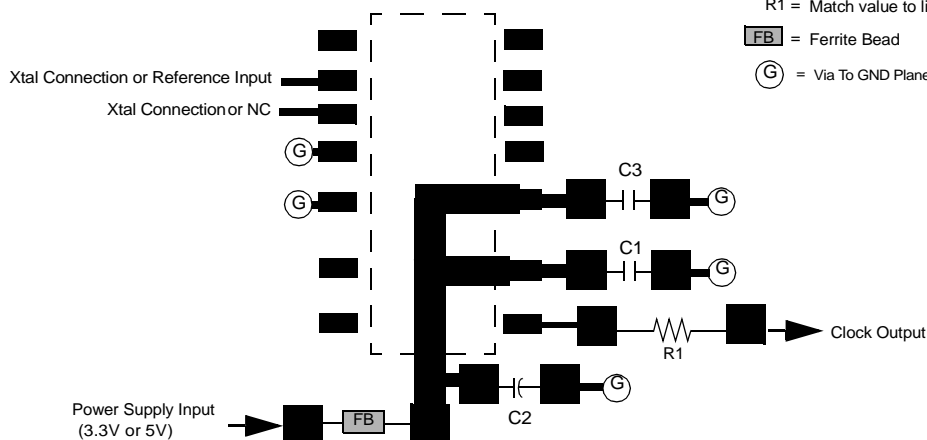 R1 = Match value to li
FB = Ferrite Bead
G = Via To GND Plane
Xtal Connection or Reference Input
Xtal Connection or NC
G
G
C3
G
C1
G
R1
Clock Output
C2
G
Power Supply Input
(3.3V or 5V)
FB